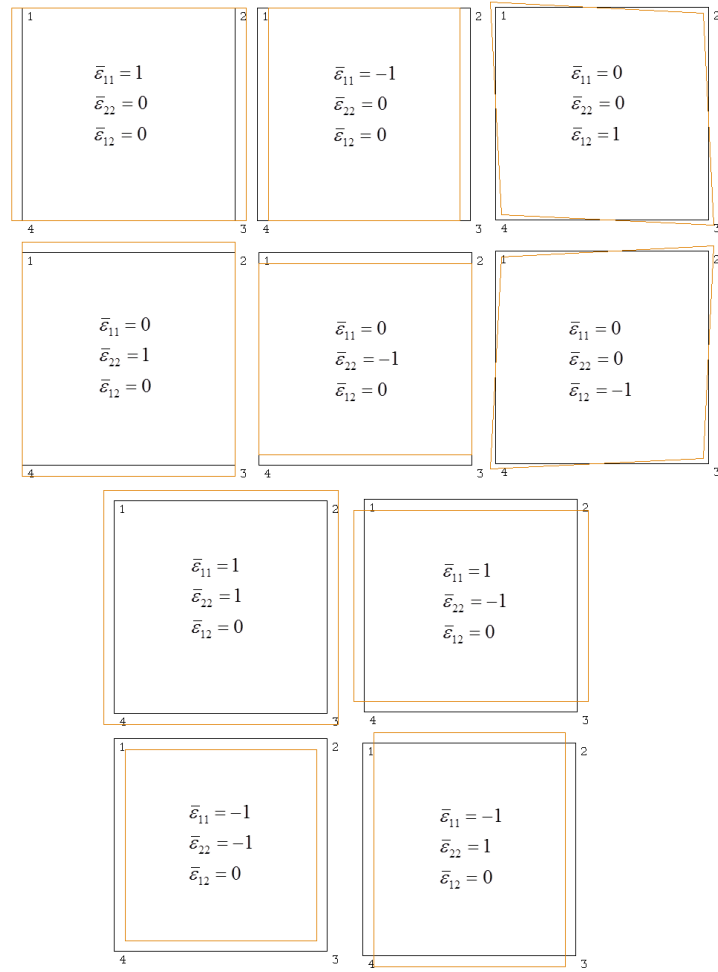 1 2 1 2 1 2
ε̄₁₁ = 1 ε̄₁₁ = −1 ε̄₁₁ = 0
ε̄₂₂ = 0 ε̄₂₂ = 0 ε̄₂₂ = 0
ε̄₁₂ = 0 ε̄₁₂ = 0 ε̄₁₂ = 1
4 3 4 3 4 3
1 2 1 2 1 2
ε̄₁₁ = 0 ε̄₁₁ = 0 ε̄₁₁ = 0
ε̄₂₂ = 1 ε̄₂₂ = −1 ε̄₂₂ = 0
ε̄₁₂ = 0 ε̄₁₂ = 0 ε̄₁₂ = −1
4 3 4 3 4 3
1 2 1 2
ε̄₁₁ = 1 ε̄₁₁ = 1
ε̄₂₂ = 1 ε̄₂₂ = −1
ε̄₁₂ = 0 ε̄₁₂ = 0
4 3 4 3
1 2 1 2
ε̄₁₁ = −1 ε̄₁₁ = −1
ε̄₂₂ = −1 ε̄₂₂ = 1
ε̄₁₂ = 0 ε̄₁₂ = 0
4 3 4 3